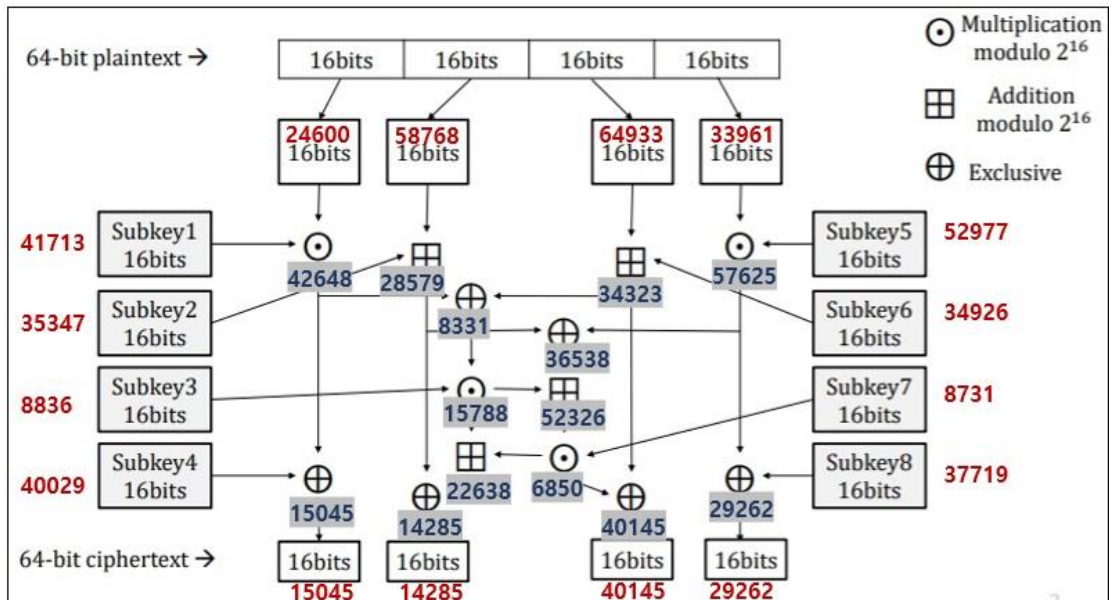 64-bit plaintext →
16bits 16bits 16bits 16bits
Multiplication
modulo 2¹⁶
Addition
modulo 2¹⁶
Exclusive
24600 58768 64933 33961
16bits 16bits 16bits 16bits
41713
Subkey1
16bits
42648
28579
34323
57625
Subkey5
16bits
52977
35347
Subkey2
16bits
8331
36538
Subkey6
16bits
34926
8836
Subkey3
16bits
15788
52326
Subkey7
16bits
8731
40029
Subkey4
16bits
22638
6850
Subkey8
16bits
37719
15045
14285
40145
29262
64-bit ciphertext →
16bits 16bits 16bits 16bits
15045 14285 40145 29262